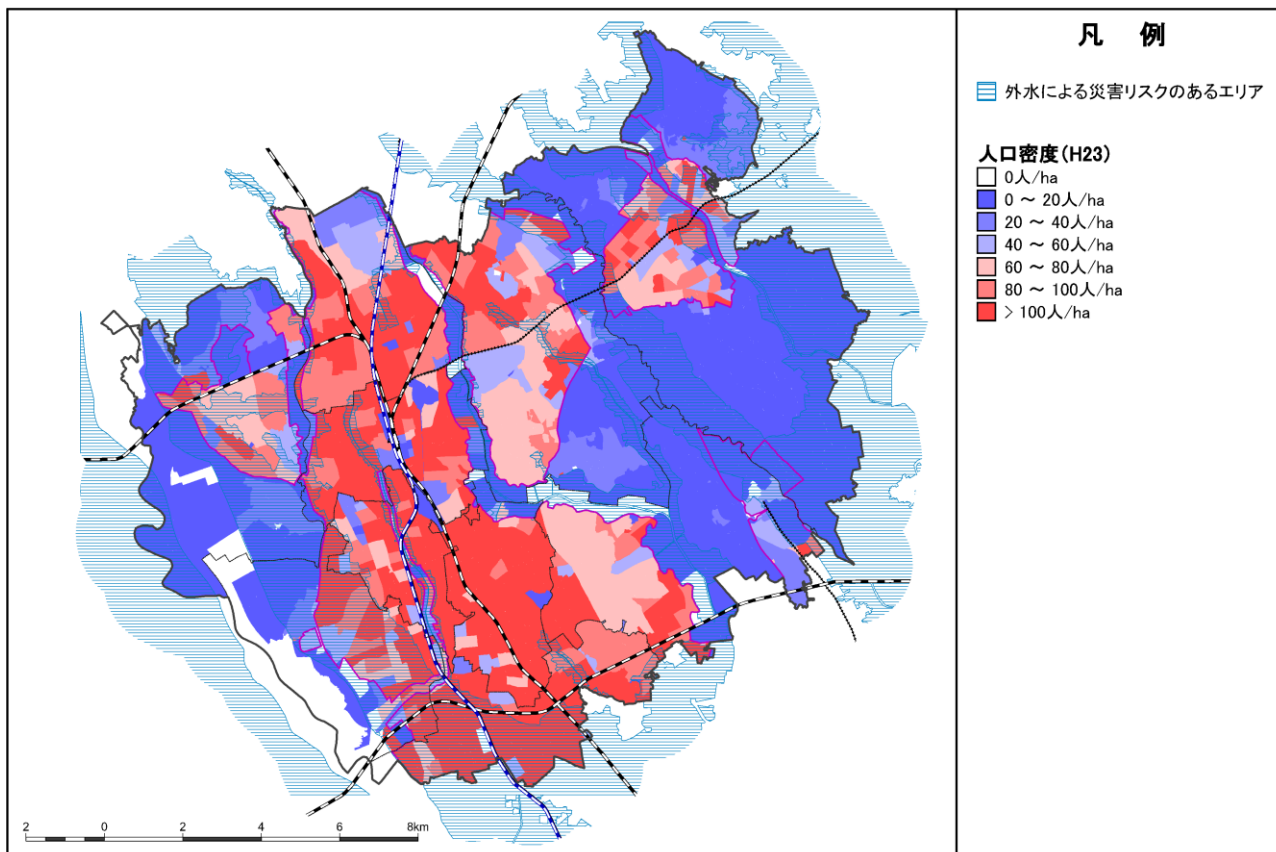 凡 例
外水による災害リスクのあるエリア
人口密度(H23)
0人/ha
0 ～ 20人/ha
20 ～ 40人/ha
40 ～ 60人/ha
60 ～ 80人/ha
80 ～ 100人/ha
> 100人/ha
2 0 2 4 6 8km